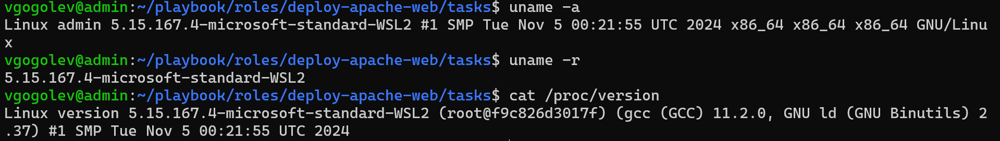 vgogolev@admin:~/playbook/roles/deploy-apache-web/tasks$ uname -a
Linux admin 5.15.167.4-microsoft-standard-WSL2 #1 SMP Tue Nov 5 00:21:55 UTC 2024 x86_64 x86_64 x86_64 GNU/Linu
x
vgogolev@admin:~/playbook/roles/deploy-apache-web/tasks$ uname -r
5.15.167.4-microsoft-standard-WSL2
vgogolev@admin:~/playbook/roles/deploy-apache-web/tasks$ cat /proc/version
Linux version 5.15.167.4-microsoft-standard-WSL2 (root@f9c826d3017f) (gcc (GCC) 11.2.0, GNU ld (GNU Binutils) 2
.37) #1 SMP Tue Nov 5 00:21:55 UTC 2024